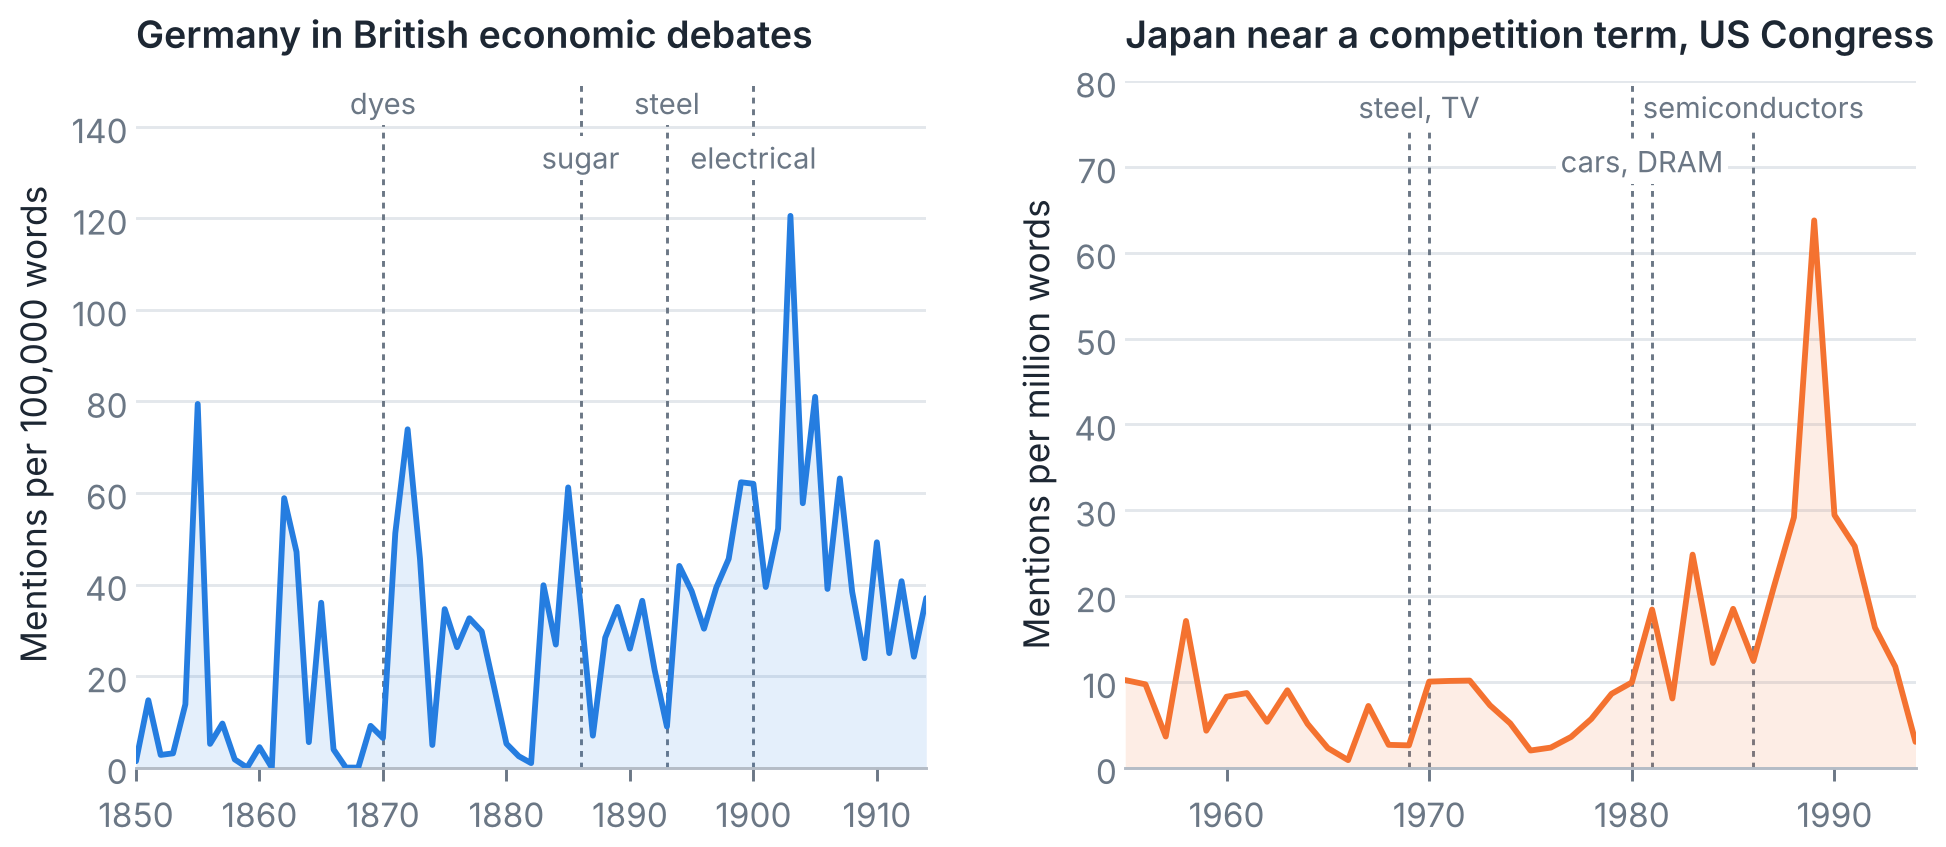 Germany in British economic debates
Mentions per 100,000 words
dyes
steel
sugar
electrical
140
120
100
80
60
40
20
0
1850
1860
1870
1880
1890
1900
1910
Japan near a competition term, US Congress
Mentions per million words
steel, TV
semiconductors
cars, DRAM
80
70
60
50
40
30
20
10
0
1960
1970
1980
1990